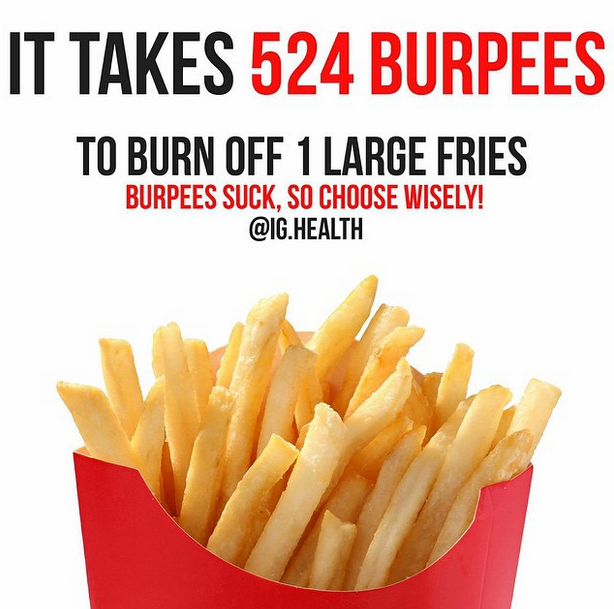 IT TAKES 524 BURPEES
TO BURN OFF 1 LARGE FRIES
BURPEES SUCK, SO CHOOSE WISELY!
@IG.HEALTH